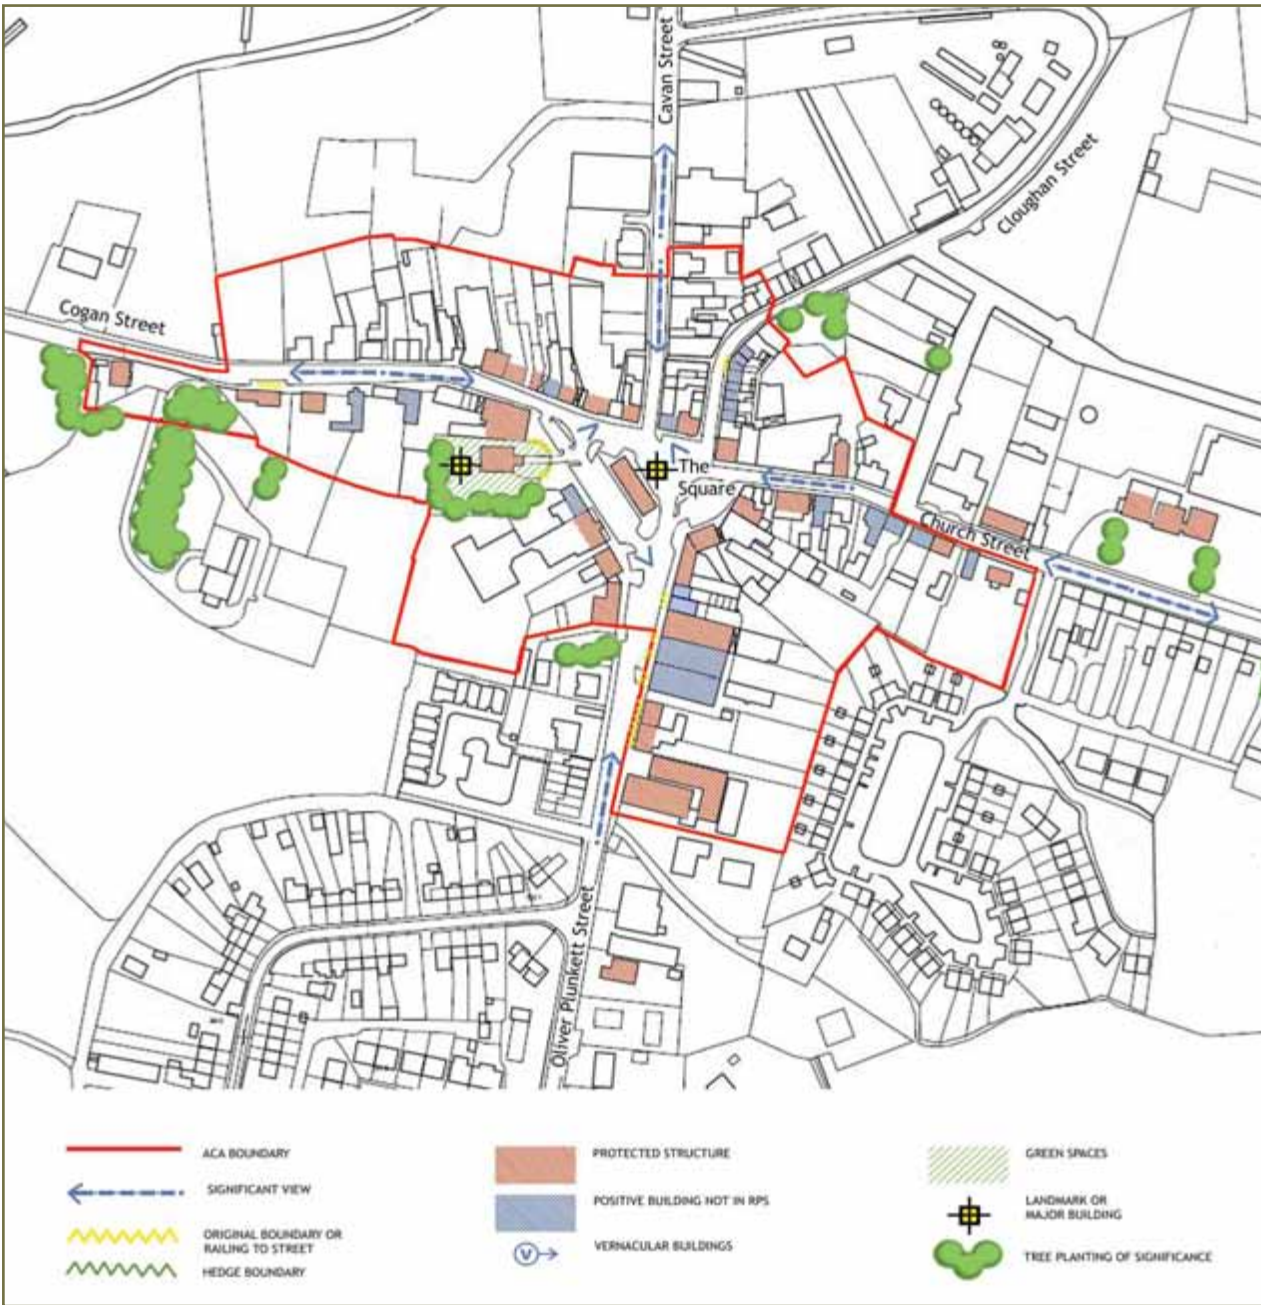 Cavan Street
Cloughan Street
Cogan Street
The
Square
Church Street
Oliver Plunkett Street
ACA BOUNDARY
SIGNIFICANT VIEW
ORIGINAL BOUNDARY OR
RAILING TO STREET
HEDGE BOUNDARY
PROTECTED STRUCTURE
POSITIVE BUILDING NOT IN RPS
V
VERNACULAR BUILDINGS
GREEN SPACES
LANDMARK OR
MAJOR BUILDING
TREE PLANTING OF SIGNIFICANCE